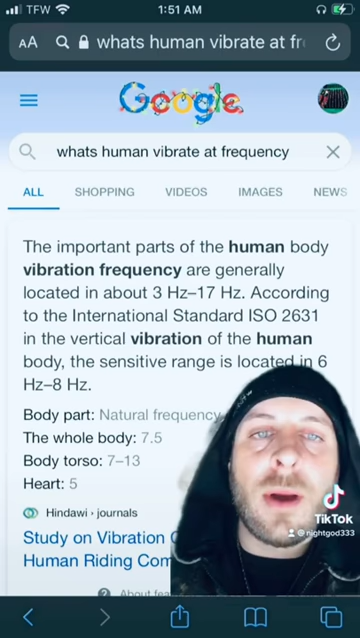 TFW 1:51 AM
AA whats human vibrate at fr
Google
whats human vibrate at frequency
ALL SHOPPING VIDEOS IMAGES NEWS
The important parts of the human body
vibration frequency are generally
located in about 3 Hz–17 Hz. According
to the International Standard ISO 2631
in the vertical vibration of the human
body, the sensitive range is located in 6
Hz–8 Hz.
Body part: Natural frequency
The whole body: 7.5
Body torso: 7–13
Heart: 5
Hindawi › journals
Study on Vibration
Human Riding Com
About fea
TikTok
@nightgod333